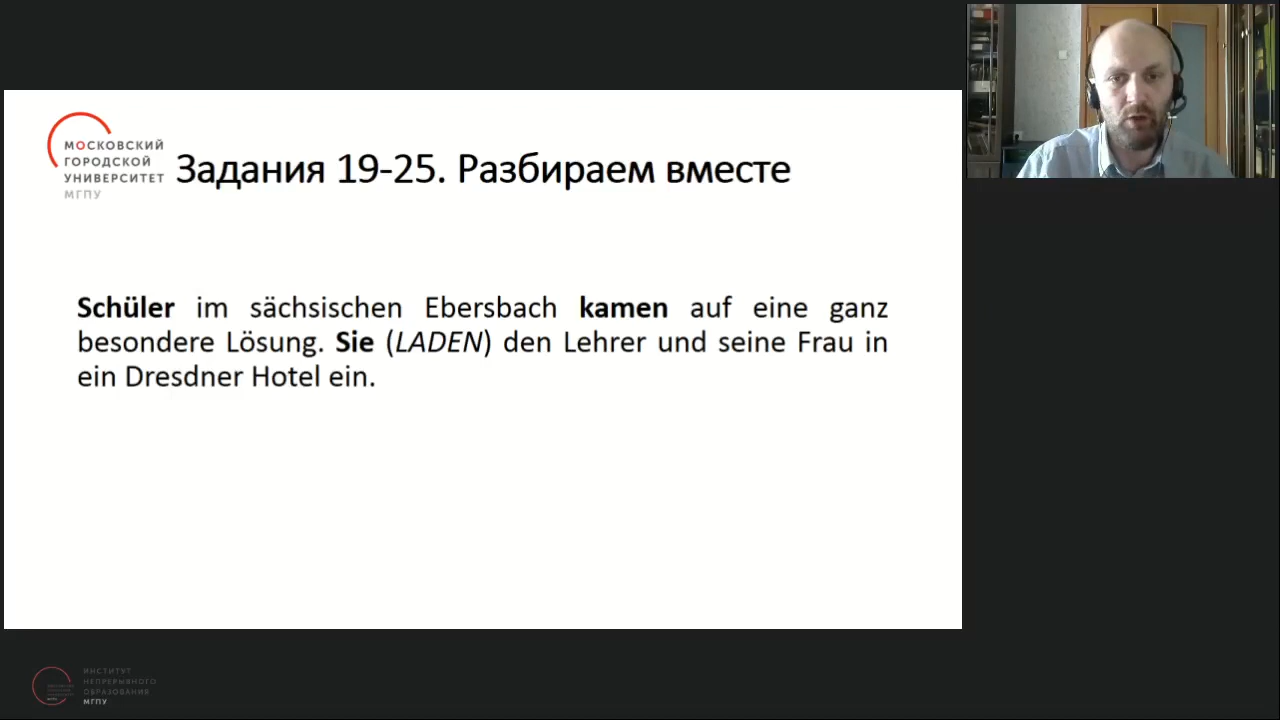 МОСКОВСКИЙ
ГОРОДСКОЙ
УНИВЕРСИТЕТ
МГПУ
Задания 19-25. Разбираем вместе
Schüler im sächsischen Ebersbach kamen auf eine ganz
besondere Lösung. Sie (LADEN) den Lehrer und seine Frau in
ein Dresdner Hotel ein.
ИНСТИТУТ
НЕПРЕРЫВНОГО
ОБРАЗОВАНИЯ
МГПУ